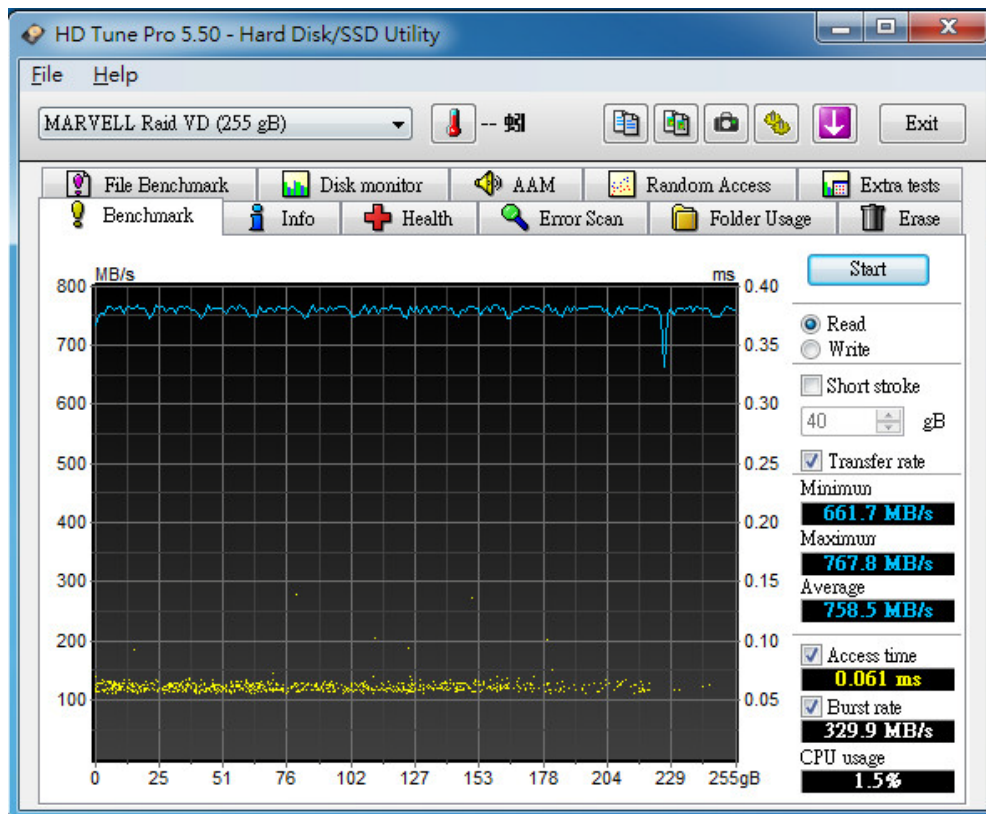 HD Tune Pro 5.50 - Hard Disk/SSD Utility
File Help
MARVELL Raid VD (255 gB)
-- 蚓
Exit
File Benchmark Disk monitor AAM Random Access Extra tests
Benchmark Info Health Error Scan Folder Usage Erase
MB/s ms
800 700 600 500 400 300 200 100
0.40 0.35 0.30 0.25 0.20 0.15 0.10 0.05
0 25 51 76 102 127 153 178 204 229 255gB
Start
Read
Write
Short stroke
40 gB
Transfer rate
Minimun
661.7 MB/s
Maximun
767.8 MB/s
Average
758.5 MB/s
Access time
0.061 ms
Burst rate
329.9 MB/s
CPU usage
1.5%